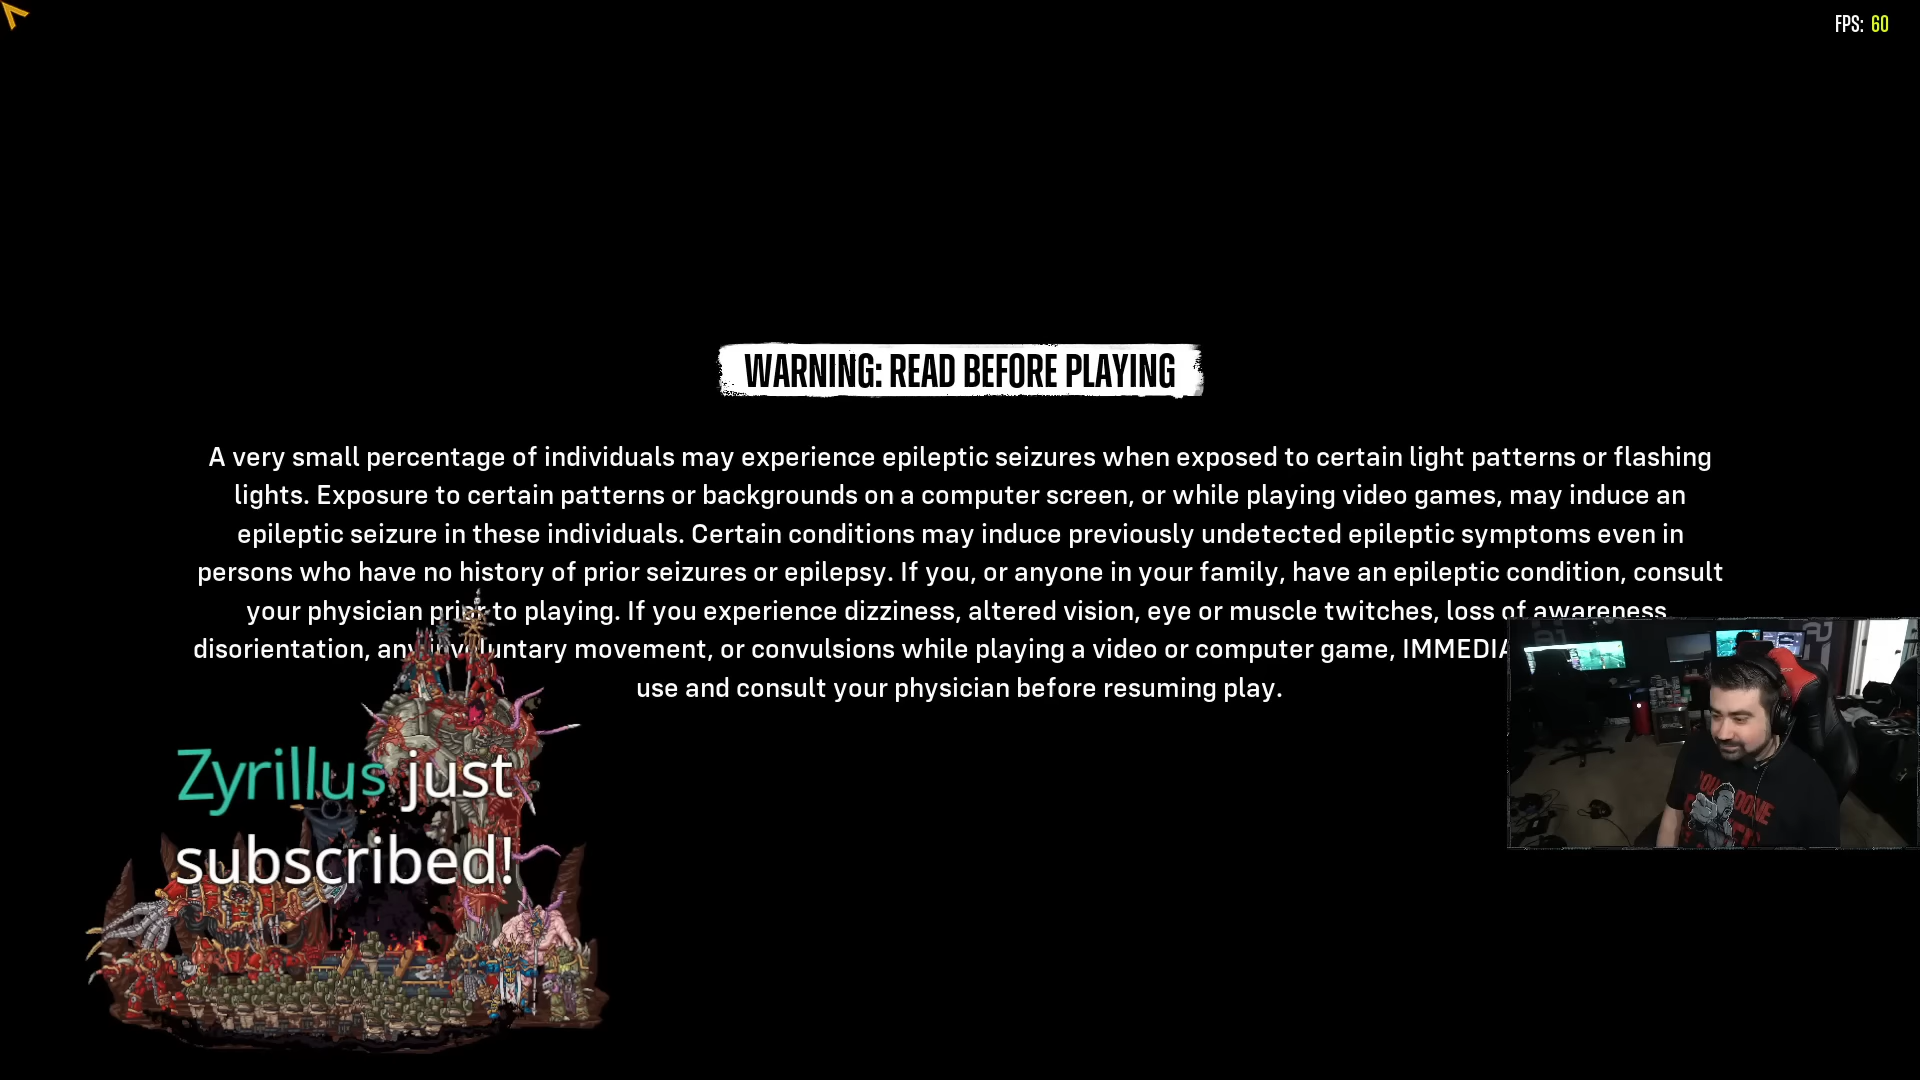 FPS: 60
WARNING: READ BEFORE PLAYING
A very small percentage of individuals may experience epileptic seizures when exposed to certain light patterns or flashing
lights. Exposure to certain patterns or backgrounds on a computer screen, or while playing video games, may induce an
epileptic seizure in these individuals. Certain conditions may induce previously undetected epileptic symptoms even in
persons who have no history of prior seizures or epilepsy. If you, or anyone in your family, have an epileptic condition, consult
your physician prior to playing. If you experience dizziness, altered vision, eye or muscle twitches, loss of awareness
disorientation, any involuntary movement, or convulsions while playing a video or computer game, IMMEDIA
use and consult your physician before resuming play.
Zyrillus just
subscribed!